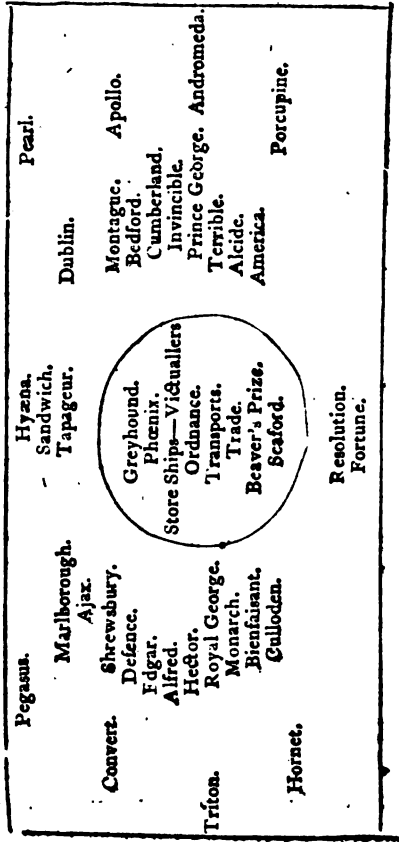 Pegasus.
Hyæna.
Pearl.
Sandwich.
Tapageur.
Marlborough.
Dublin.
Ajax.
Convert.
Shrewsbury.
Defence.
Edgar.
Alfred.
Hector.
Royal George.
Monarch.
Bienfaisant.
Culloden.
Greyhound.
Phœnix.
Store Ships—Victuallers
Ordnance.
Transports.
Trade.
Beaver's Prize.
Seaford.
Montague.
Bedford.
Cumberland.
Invincible.
Prince George.
Terrible.
Alcide.
America.
Apollo.
Andromeda.
Triton.
Hornet.
Resolution.
Fortune.
Porcupine.